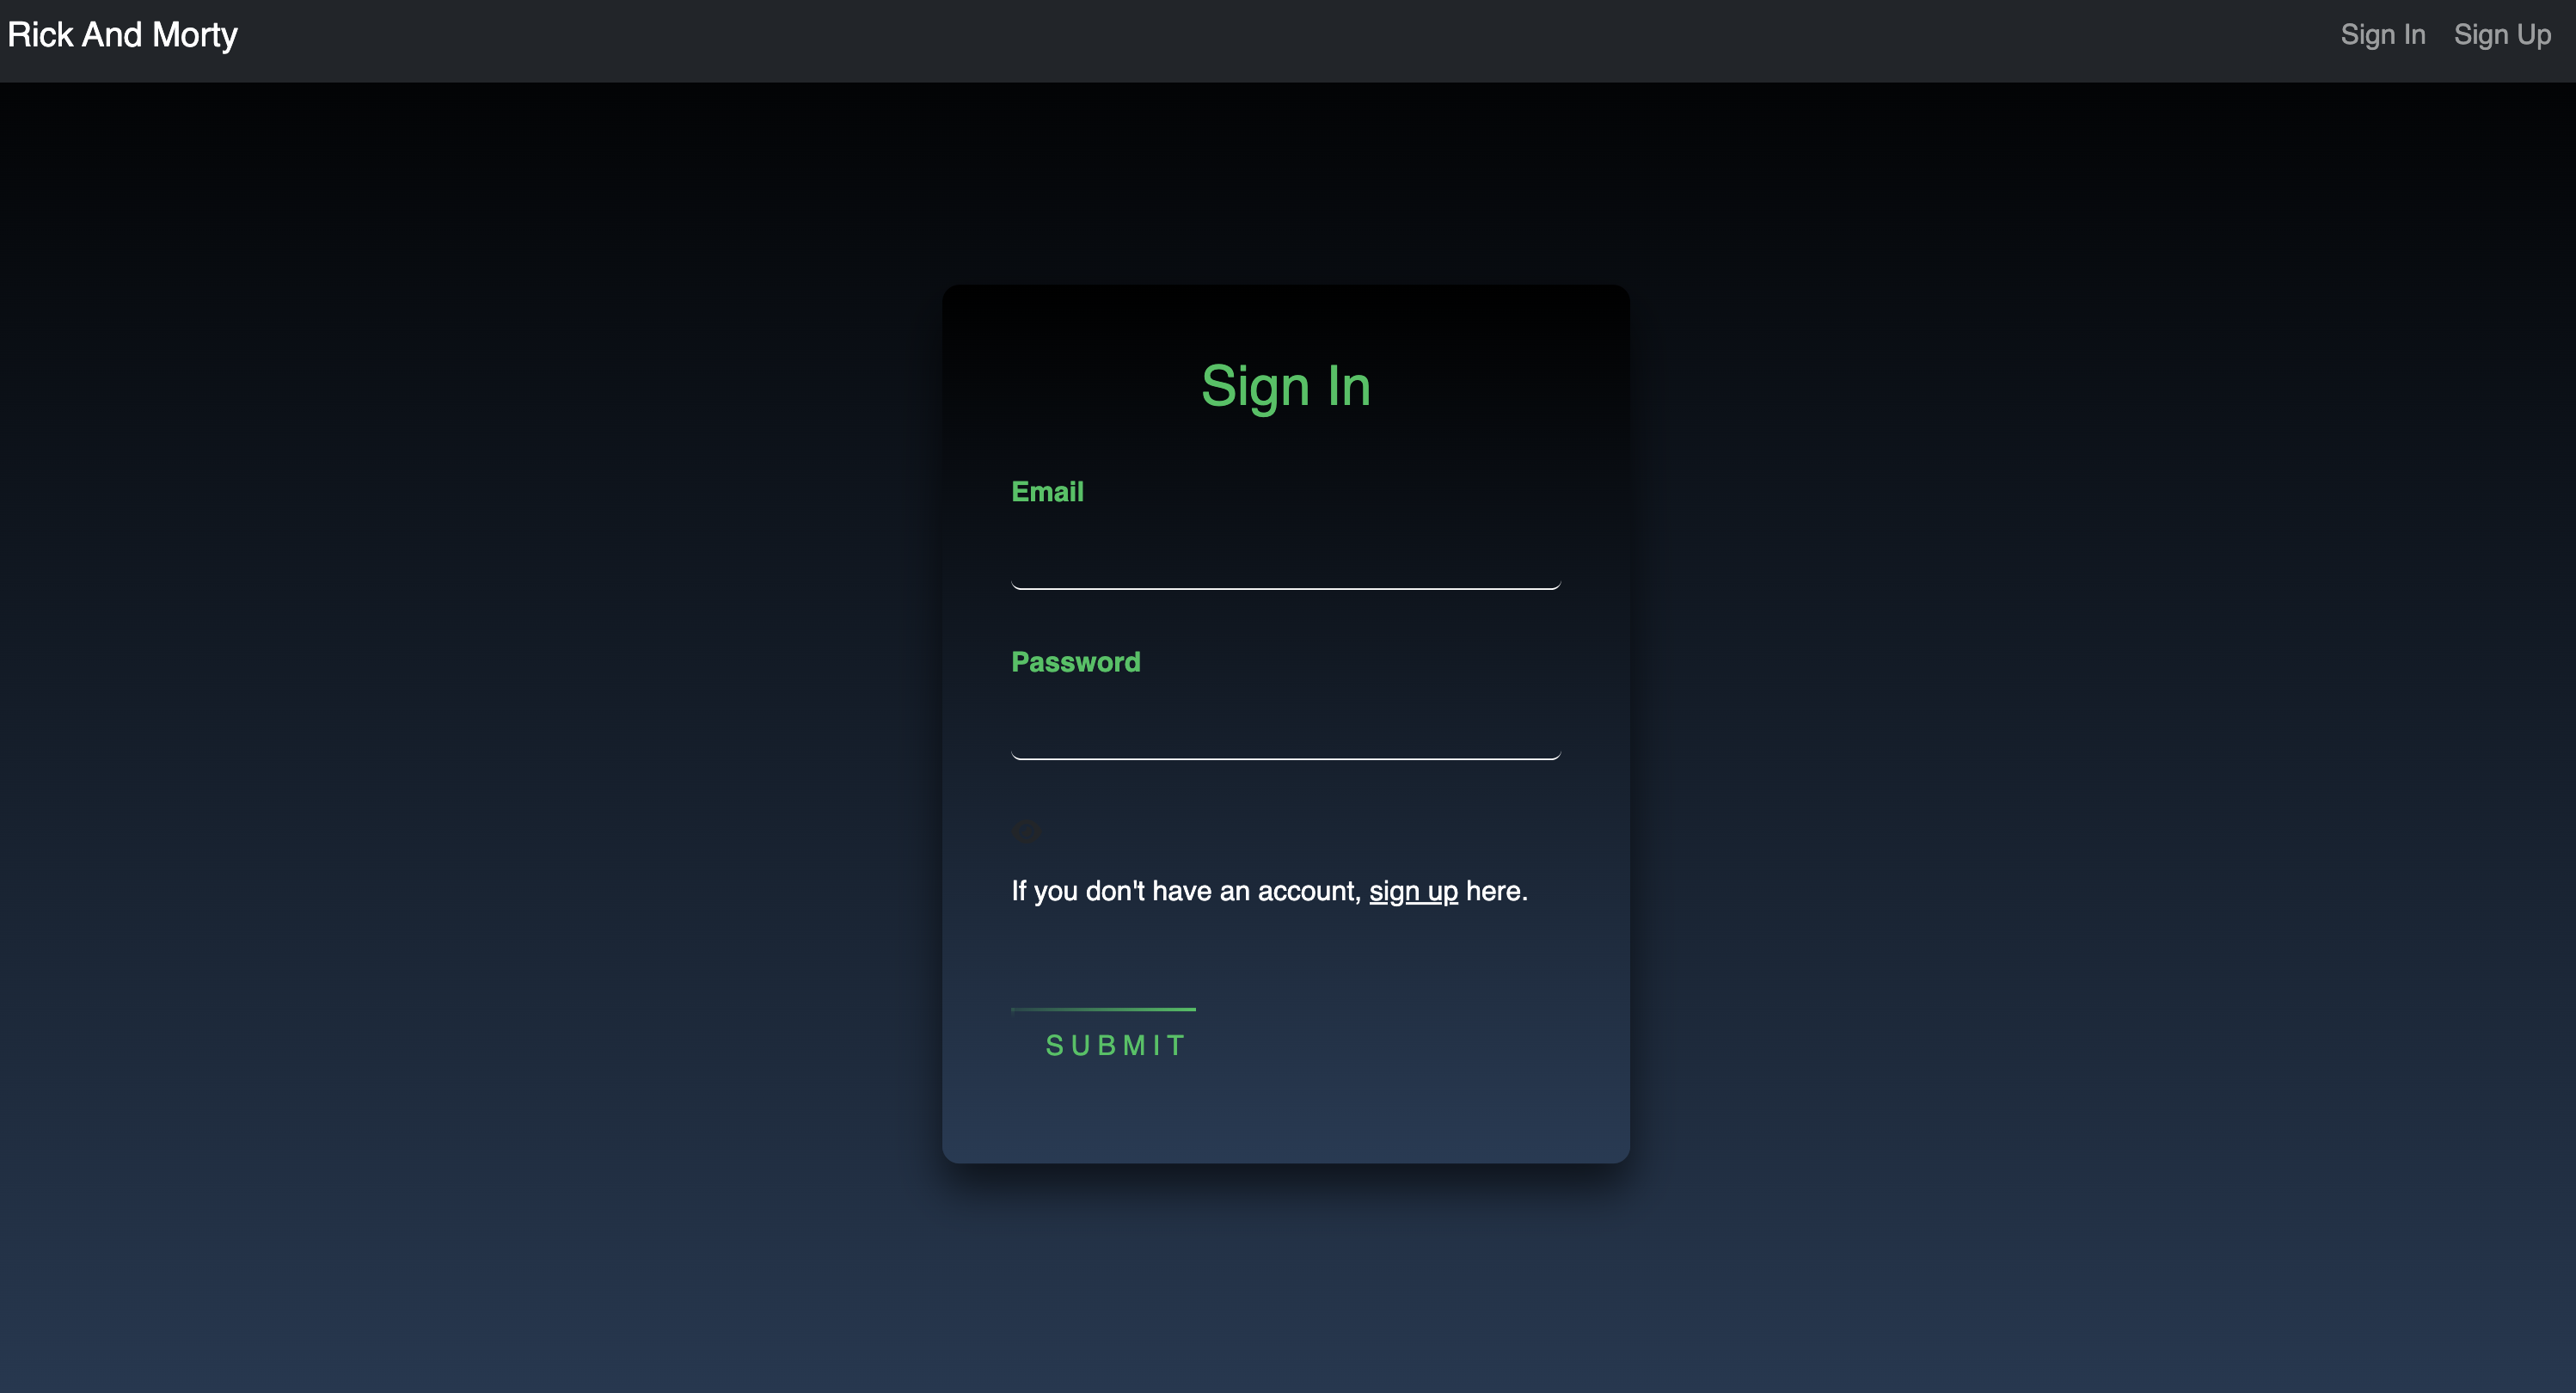 Rick And Morty
Sign In
Sign Up
Sign In
Email
Password
If you don't have an account, sign up here.
SUBMIT